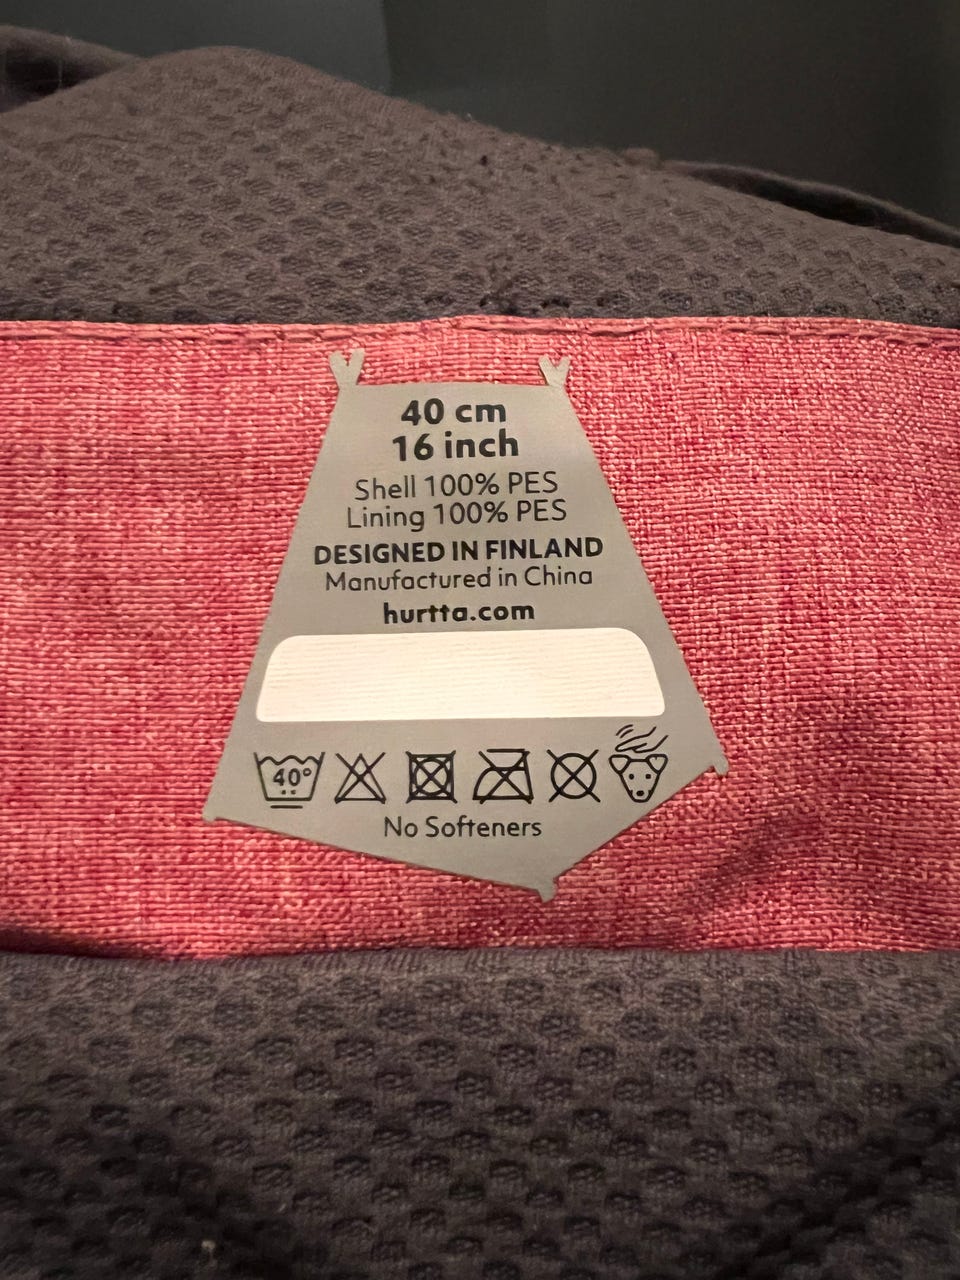 40 cm
16 inch
Shell 100% PES
Lining 100% PES
DESIGNED IN FINLAND
Manufactured in China
hurtta.com
40°
No Softeners